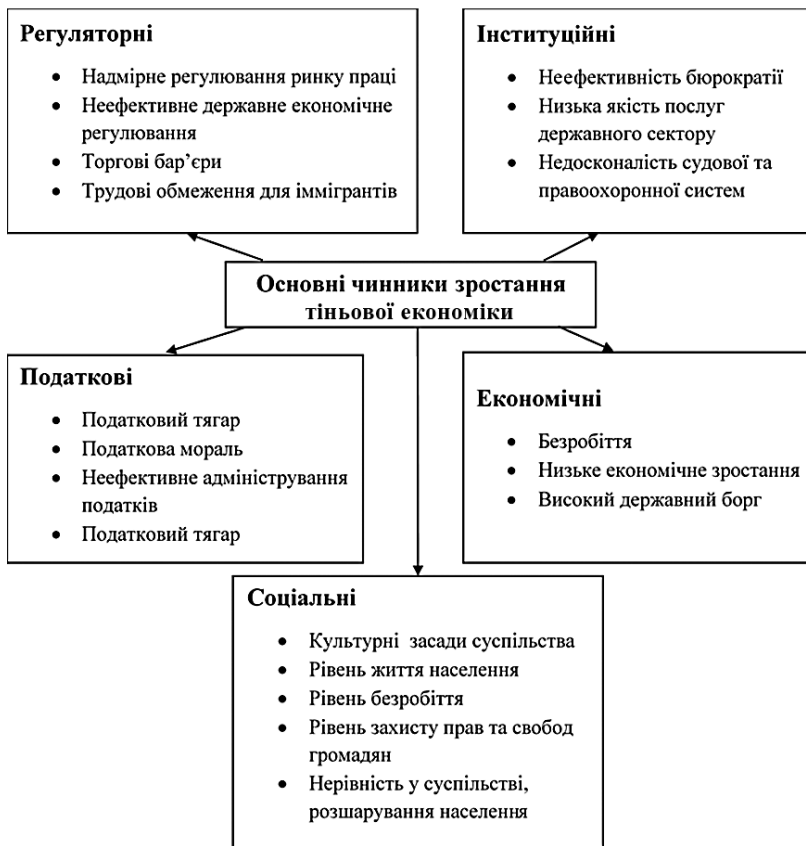 Регуляторні
• Надмірне регулювання ринку праці
• Неефективне державне економічне
регулювання
• Торгові бар’єри
• Трудові обмеження для іммігрантів
Інституційні
• Неефективність бюрократії
• Низька якість послуг
державного сектору
• Недосконалість судової та
правоохоронної систем
Основні чинники зростання
тіньової економіки
Податкові
• Податковий тягар
• Податкова мораль
• Неефективне адміністрування
податків
• Податковий тягар
Економічні
• Безробіття
• Низьке економічне зростання
• Високий державний борг
Соціальні
• Культурні засади суспільства
• Рівень життя населення
• Рівень безробіття
• Рівень захисту прав та свобод
громадян
• Нерівність у суспільстві,
розшарування населення